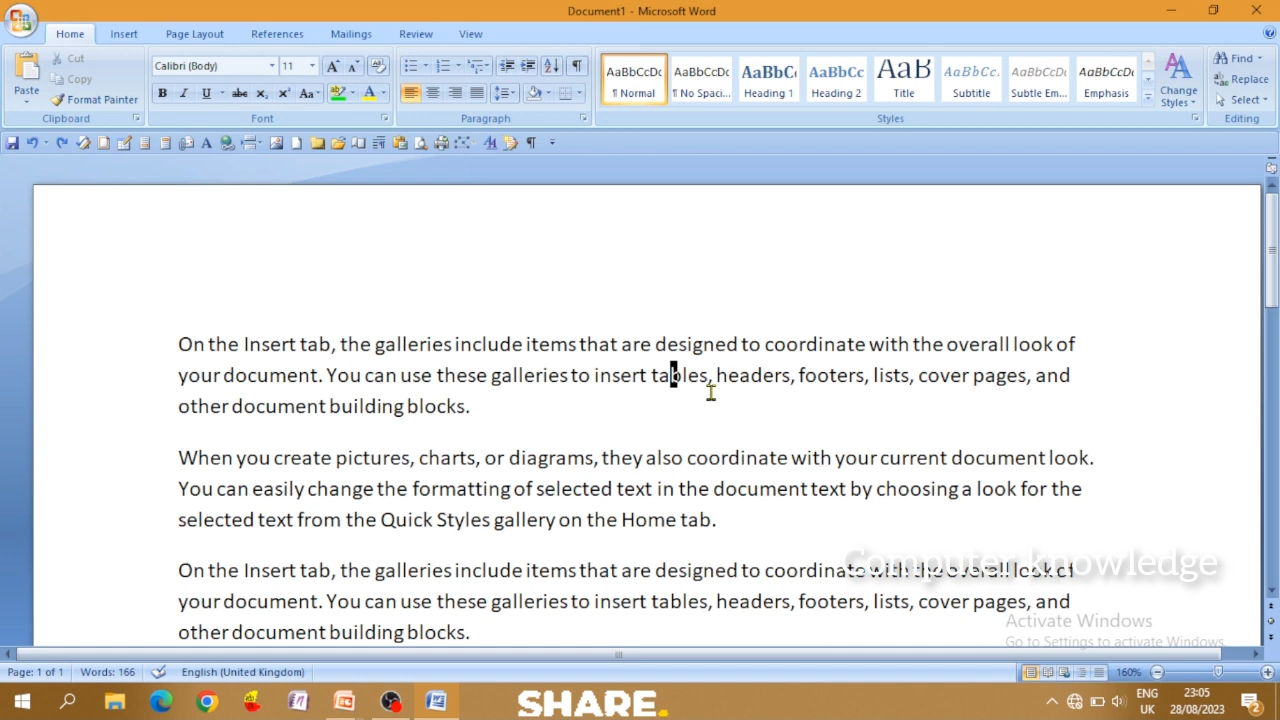 Document1 - Microsoft Word
Home Insert Page Layout References Mailings Review View
Paste
Cut
Copy
Format Painter
Clipboard
Calibri (Body) 11
Font
Paragraph
AaBbCcDc AaBbCcDc AaBbC AaBbCc AaB AaBbCc. AaBbCcDc AaBbCcDc
¶ Normal ¶ No Spaci... Heading 1 Heading 2 Title Subtitle Subtle Em... Emphasis
Change Styles
Styles
Find
Replace
Select
Editing
On the Insert tab, the galleries include items that are designed to coordinate with the overall look of
your document. You can use these galleries to insert tables, headers, footers, lists, cover pages, and
other document building blocks.
When you create pictures, charts, or diagrams, they also coordinate with your current document look.
You can easily change the formatting of selected text in the document text by choosing a look for the
selected text from the Quick Styles gallery on the Home tab.
On the Insert tab, the galleries include items that are designed to coordinate with the overall look of
your document. You can use these galleries to insert tables, headers, footers, lists, cover pages, and
other document building blocks.
Computer knowledge
Activate Windows
Go to Settings to activate Windows.
Page: 1 of 1 Words: 166 English (United Kingdom) 160%
SHARE.
ENG
UK
23:05
28/08/2023
2